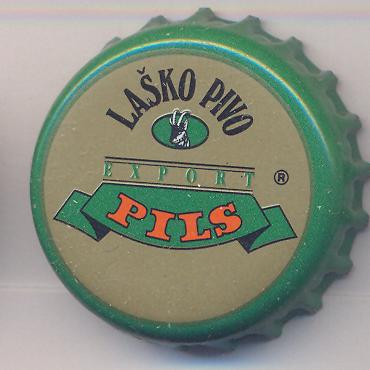 LAŠKO PIVO
EXPORT ®
PILS